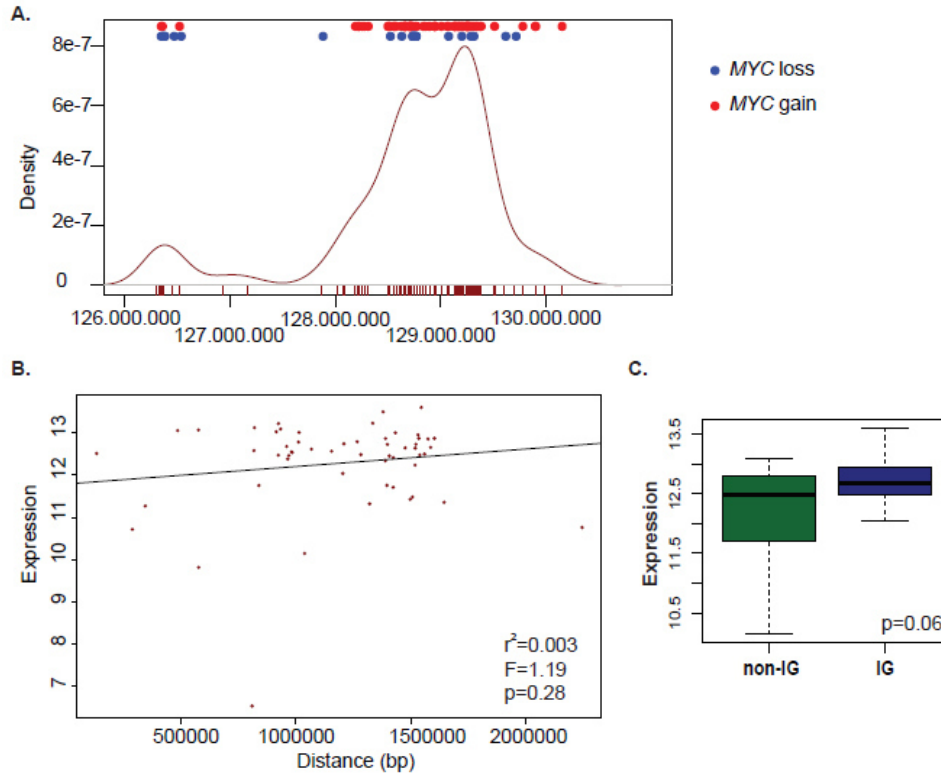 A.
MYC loss
MYC gain
Density
8e-7
6e-7
4e-7
2e-7
0
126.000.000
127.000.000
128.000.000
129.000.000
130.000.000
B.
Expression
13
12
11
10
9
8
7
r²=0.003
F=1.19
p=0.28
500000
1000000
1500000
2000000
Distance (bp)
C.
Expression
13.5
12.5
11.5
10.5
p=0.06
non-IG
IG